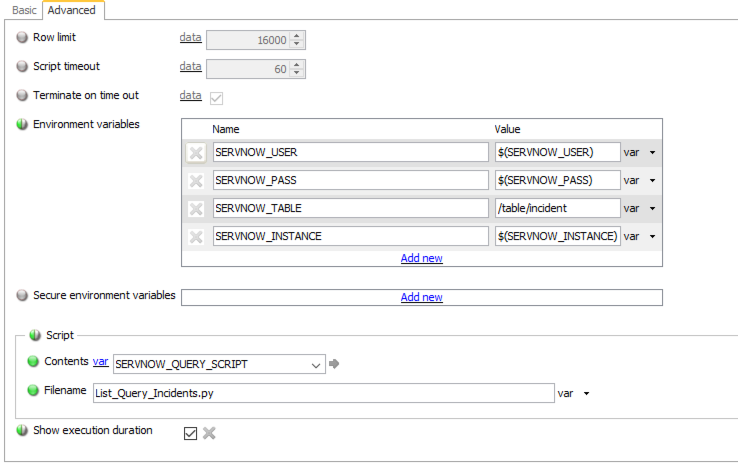 Basic Advanced
Row limit data 16000
Script timeout data 60
Terminate on time out data
Environment variables
Name Value
SERVNOW_USER $(SERVNOW_USER) var
SERVNOW_PASS $(SERVNOW_PASS) var
SERVNOW_TABLE /table/incident var
SERVNOW_INSTANCE $(SERVNOW_INSTANCE) var
Add new
Secure environment variables Add new
Script
Contents var SERVNOW_QUERY_SCRIPT
Filename List_Query_Incidents.py var
Show execution duration